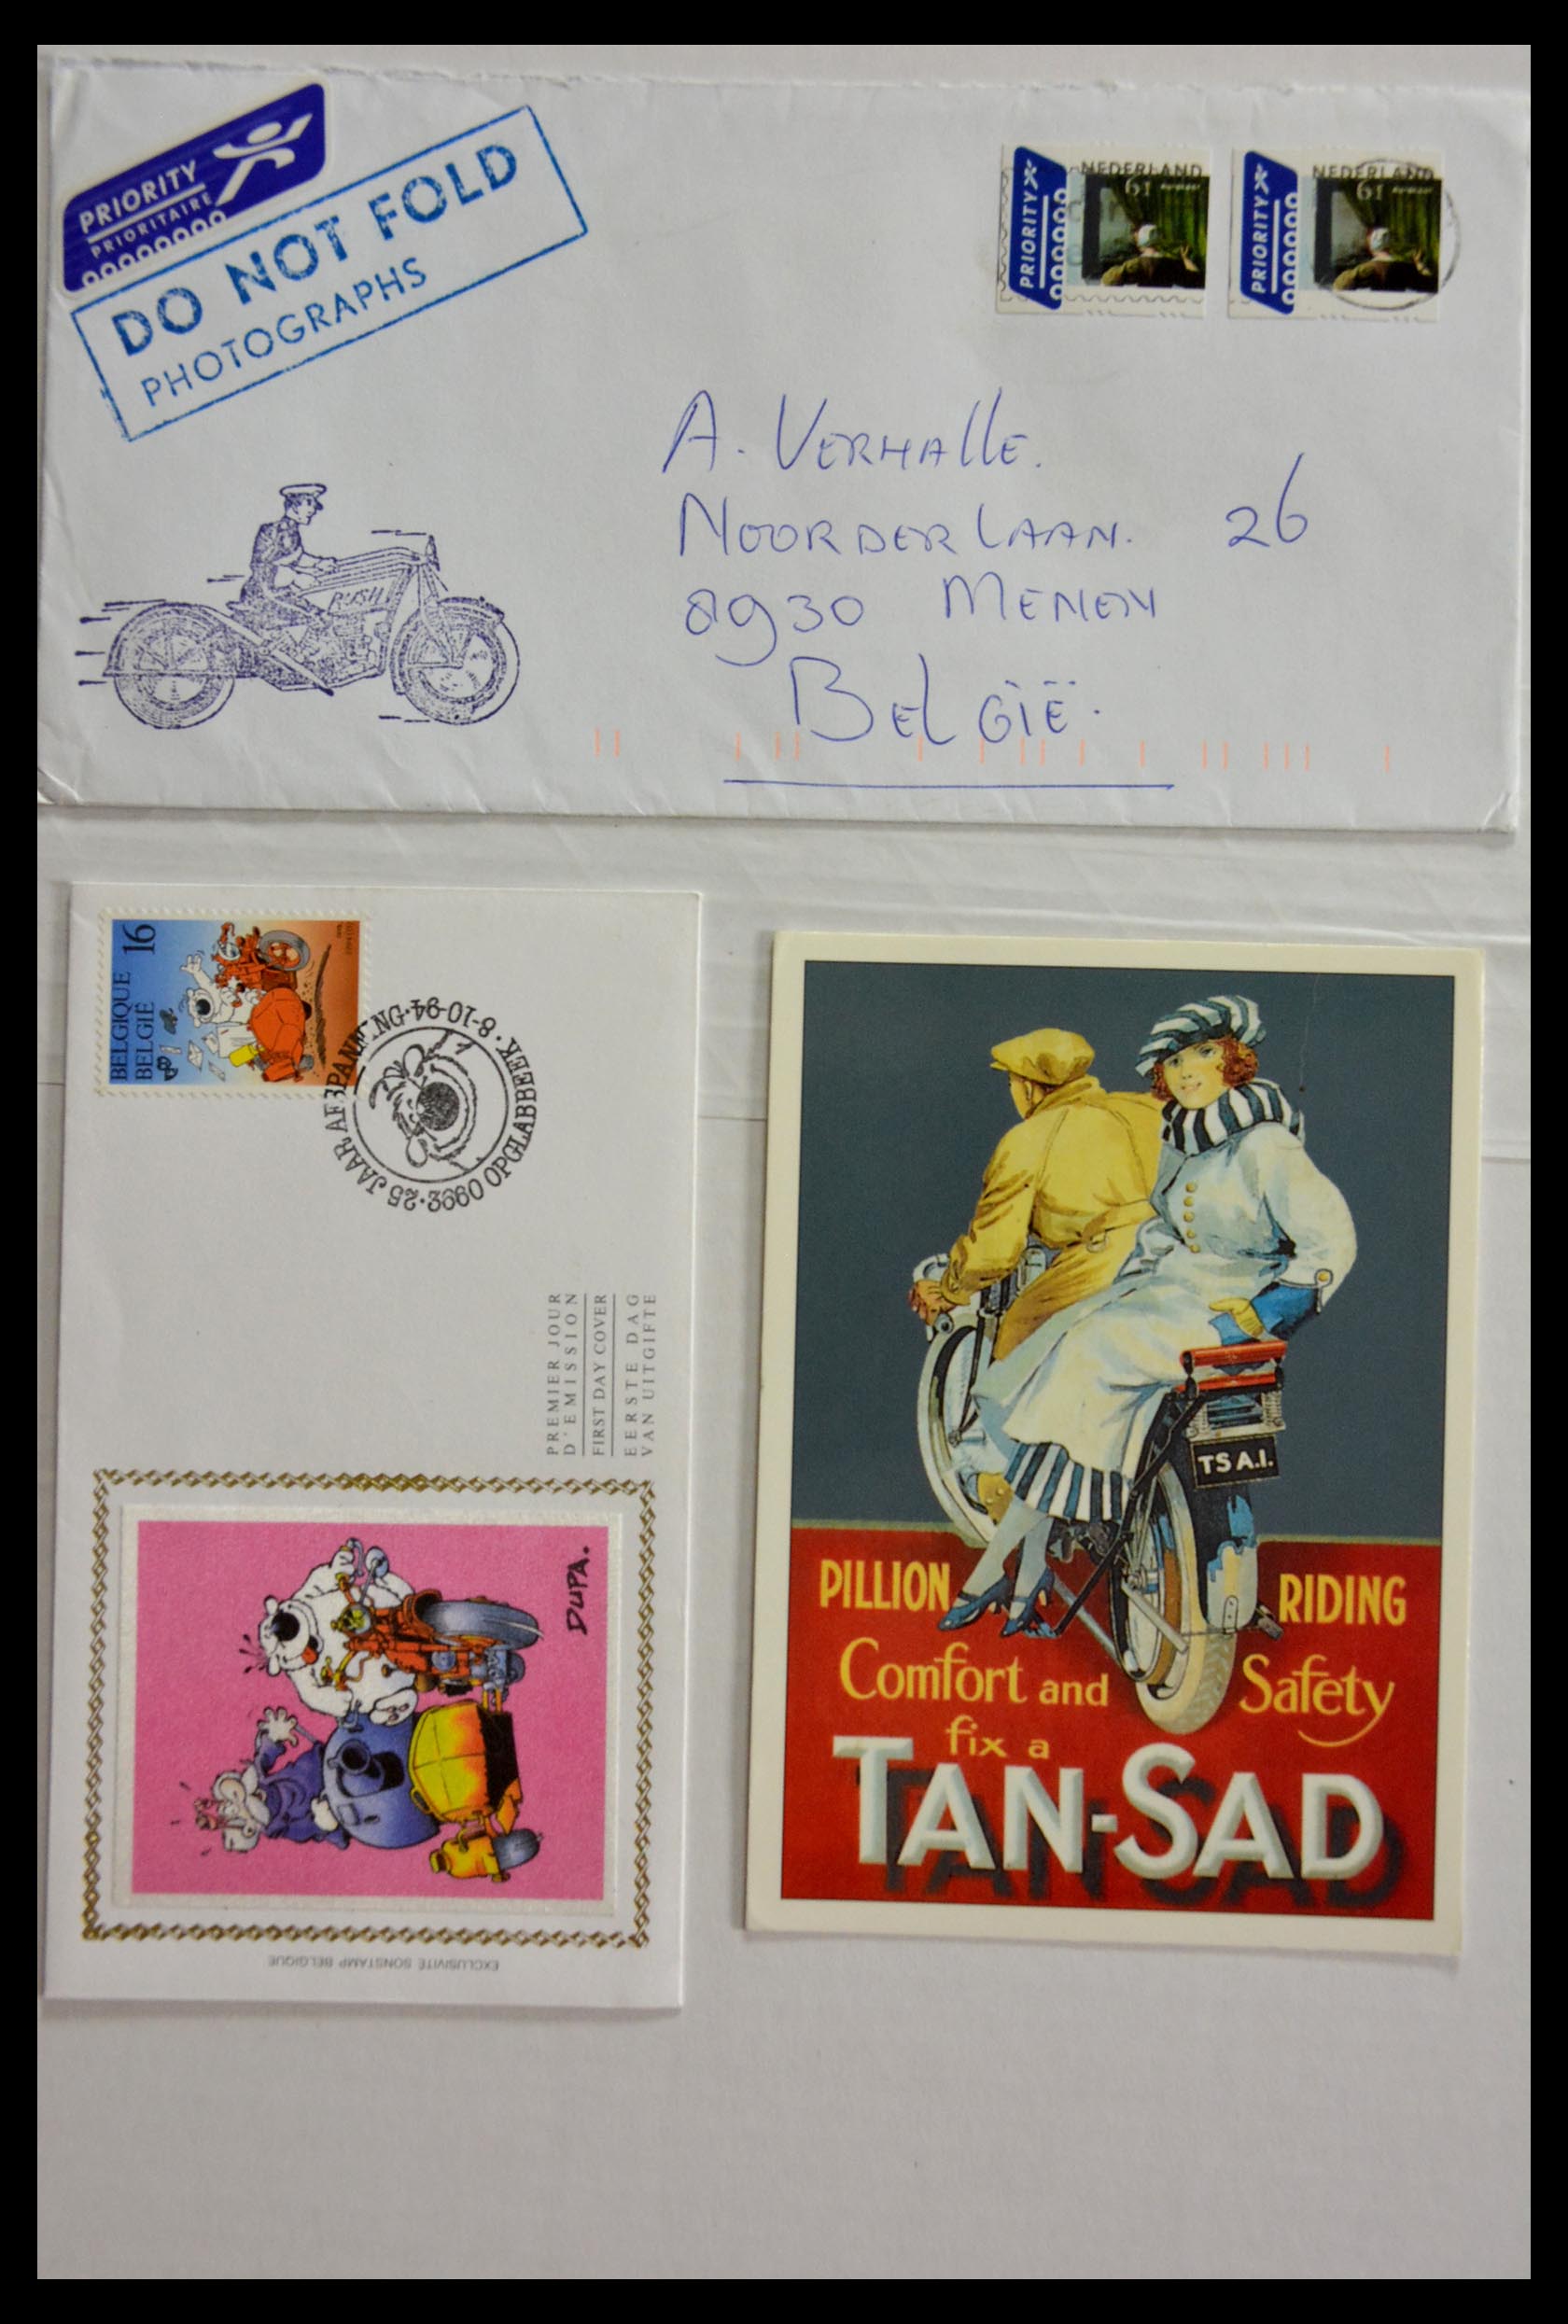 PRIORITY
PRIORITAIRE
DO NOT FOLD
PHOTOGRAPHS
PRIORITY
NEDERLAND
61
PRIORITY
NEDERLAND
61
A. VERHALLE.
NOORDERLAAN. 26
8930 MENEN
BELGIË.
RUSH
BELGIQUE
BELGIË
16
25 JAAR AFSPANNING · 8-10-94 · 3660 OPGLABBEEK ·
PREMIER JOUR
D'EMISSION
FIRST DAY COVER
EERSTE DAG
VAN UITGIFTE
DUPA.
EXCLUSIVITE SONSTAMP BELGIQUE
TS A.I.
PILLION RIDING
Comfort and Safety
fix a
TAN-SAD